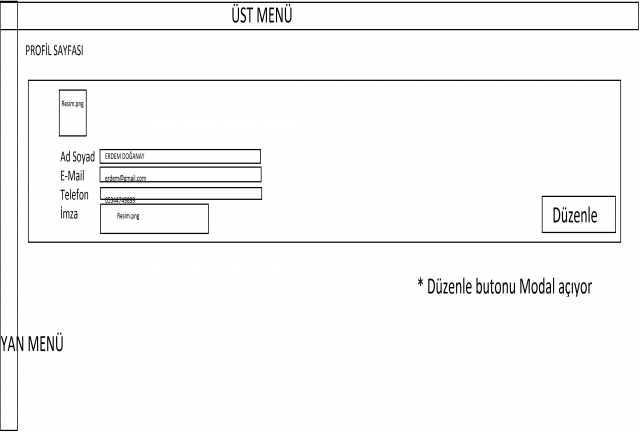 ÜST MENÜ
PROFİL SAYFASI
Resim.png
Ad Soyad ERDEM DOĞANAY
E-Mail erdem@gmail.com
Telefon 05344749899
İmza Resim.png
Düzenle
* Düzenle butonu Modal açıyor
YAN MENÜ